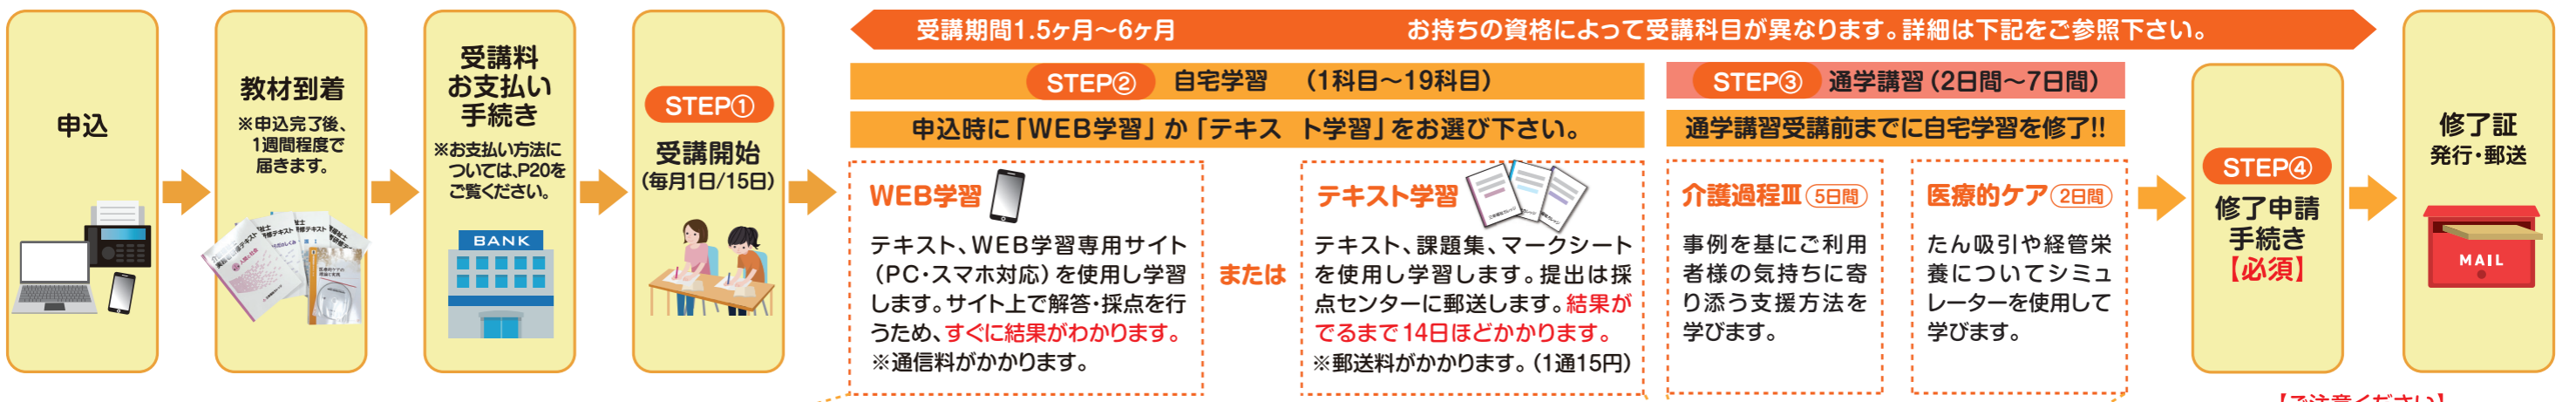 申込
教材到着
※申込完了後、
1週間程度で
届きます。
受講料
お支払い
手続き
※お支払い方法に
ついては、P20を
ご覧ください。
BANK
STEP①
受講開始
(毎月1日/15日)
受講期間1.5ヶ月〜6ヶ月
お持ちの資格によって受講科目が異なります。詳細は下記をご参照下さい。
STEP② 自宅学習 (1科目〜19科目)
申込時に「WEB学習」か「テキスト学習」をお選び下さい。
WEB学習
テキスト、WEB学習専用サイト
(PC・スマホ対応)を使用し学習
します。サイト上で解答・採点を行
うため、すぐに結果がわかります。
※通信料がかかります。
または
テキスト学習
テキスト、課題集、マークシート
を使用し学習します。提出は採
点センターに郵送します。結果が
でるまで14日ほどかかります。
※郵送料がかかります。(1通15円)
STEP③ 通学講習(2日間〜7日間)
通学講習受講前までに自宅学習を修了!!
介護過程Ⅲ 5日間
事例を基にご利用
者様の気持ちに寄
り添う支援方法を
学びます。
医療的ケア 2日間
たん吸引や経管栄
養についてシミュ
レーターを使用して
学びます。
STEP④
修了申請
手続き
【必須】
修了証
発行・郵送
MAIL
【ご注意ください】